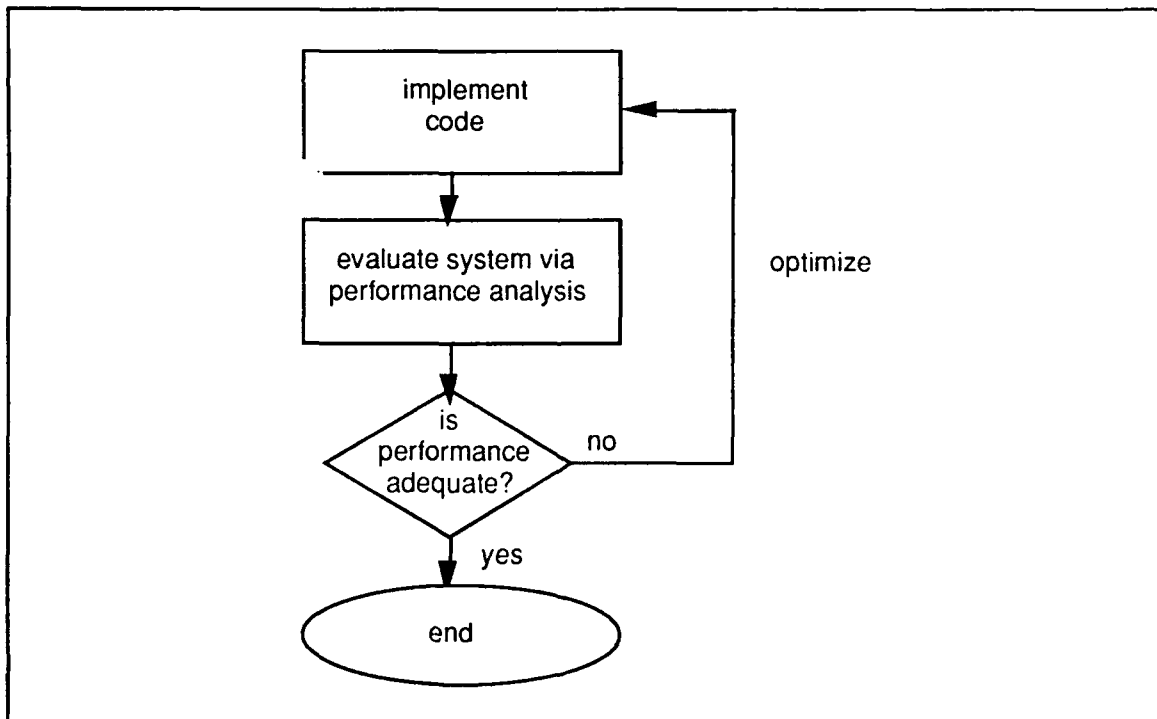 implement
code
evaluate system via
performance analysis
optimize
is
performance
adequate?
no
yes
end